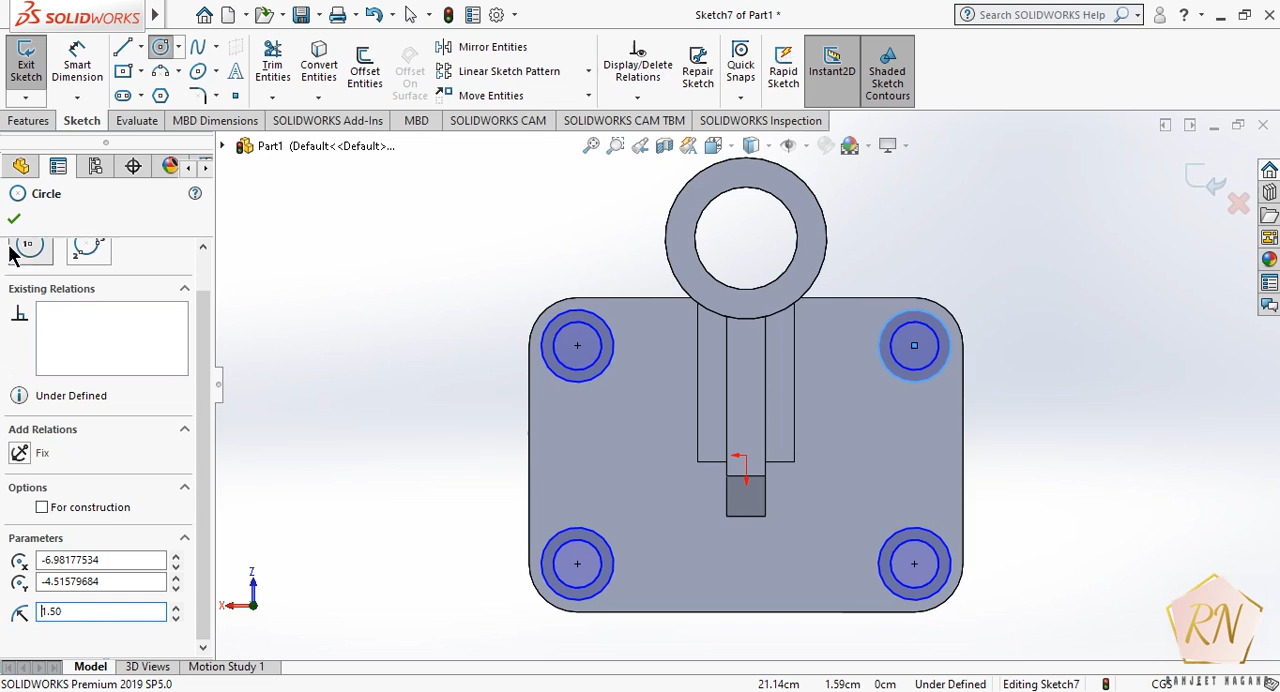 SOLIDWORKS
Sketch7 of Part1 *
Search SOLIDWORKS Help
?
Exit Sketch
Smart Dimension
Trim Entities
Convert Entities
Offset Entities
Offset On Surface
Mirror Entities
Linear Sketch Pattern
Move Entities
Display/Delete Relations
Repair Sketch
Quick Snaps
Rapid Sketch
Instant2D
Shaded Sketch Contours
Features
Sketch
Evaluate
MBD Dimensions
SOLIDWORKS Add-Ins
MBD
SOLIDWORKS CAM
SOLIDWORKS CAM TBM
SOLIDWORKS Inspection
Part1 (Default<<Default>...
Circle
Existing Relations
Under Defined
Add Relations
Fix
Options
For construction
Parameters
-6.98177534
-4.51579684
1.50
Z
X
RN
RANJEET NAGANE
Model
3D Views
Motion Study 1
SOLIDWORKS Premium 2019 SP5.0
21.14cm
1.59cm
0cm
Under Defined
Editing Sketch7